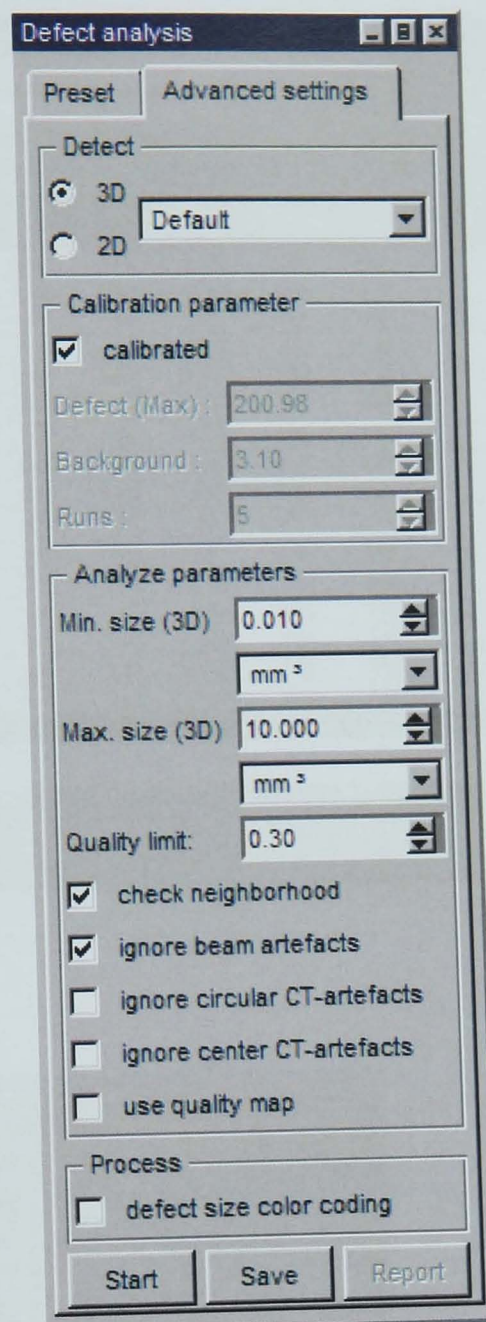 Defect analysis
Preset Advanced settings
Detect
3D
Default
2D
Calibration parameter
calibrated
Defect (Max) : 200.98
Background : 3.10
Runs : 5
Analyze parameters
Min. size (3D) 0.010
mm³
Max. size (3D) 10.000
mm³
Quality limit: 0.30
check neighborhood
ignore beam artefacts
ignore circular CT-artefacts
ignore center CT-artefacts
use quality map
Process
defect size color coding
Start Save Report